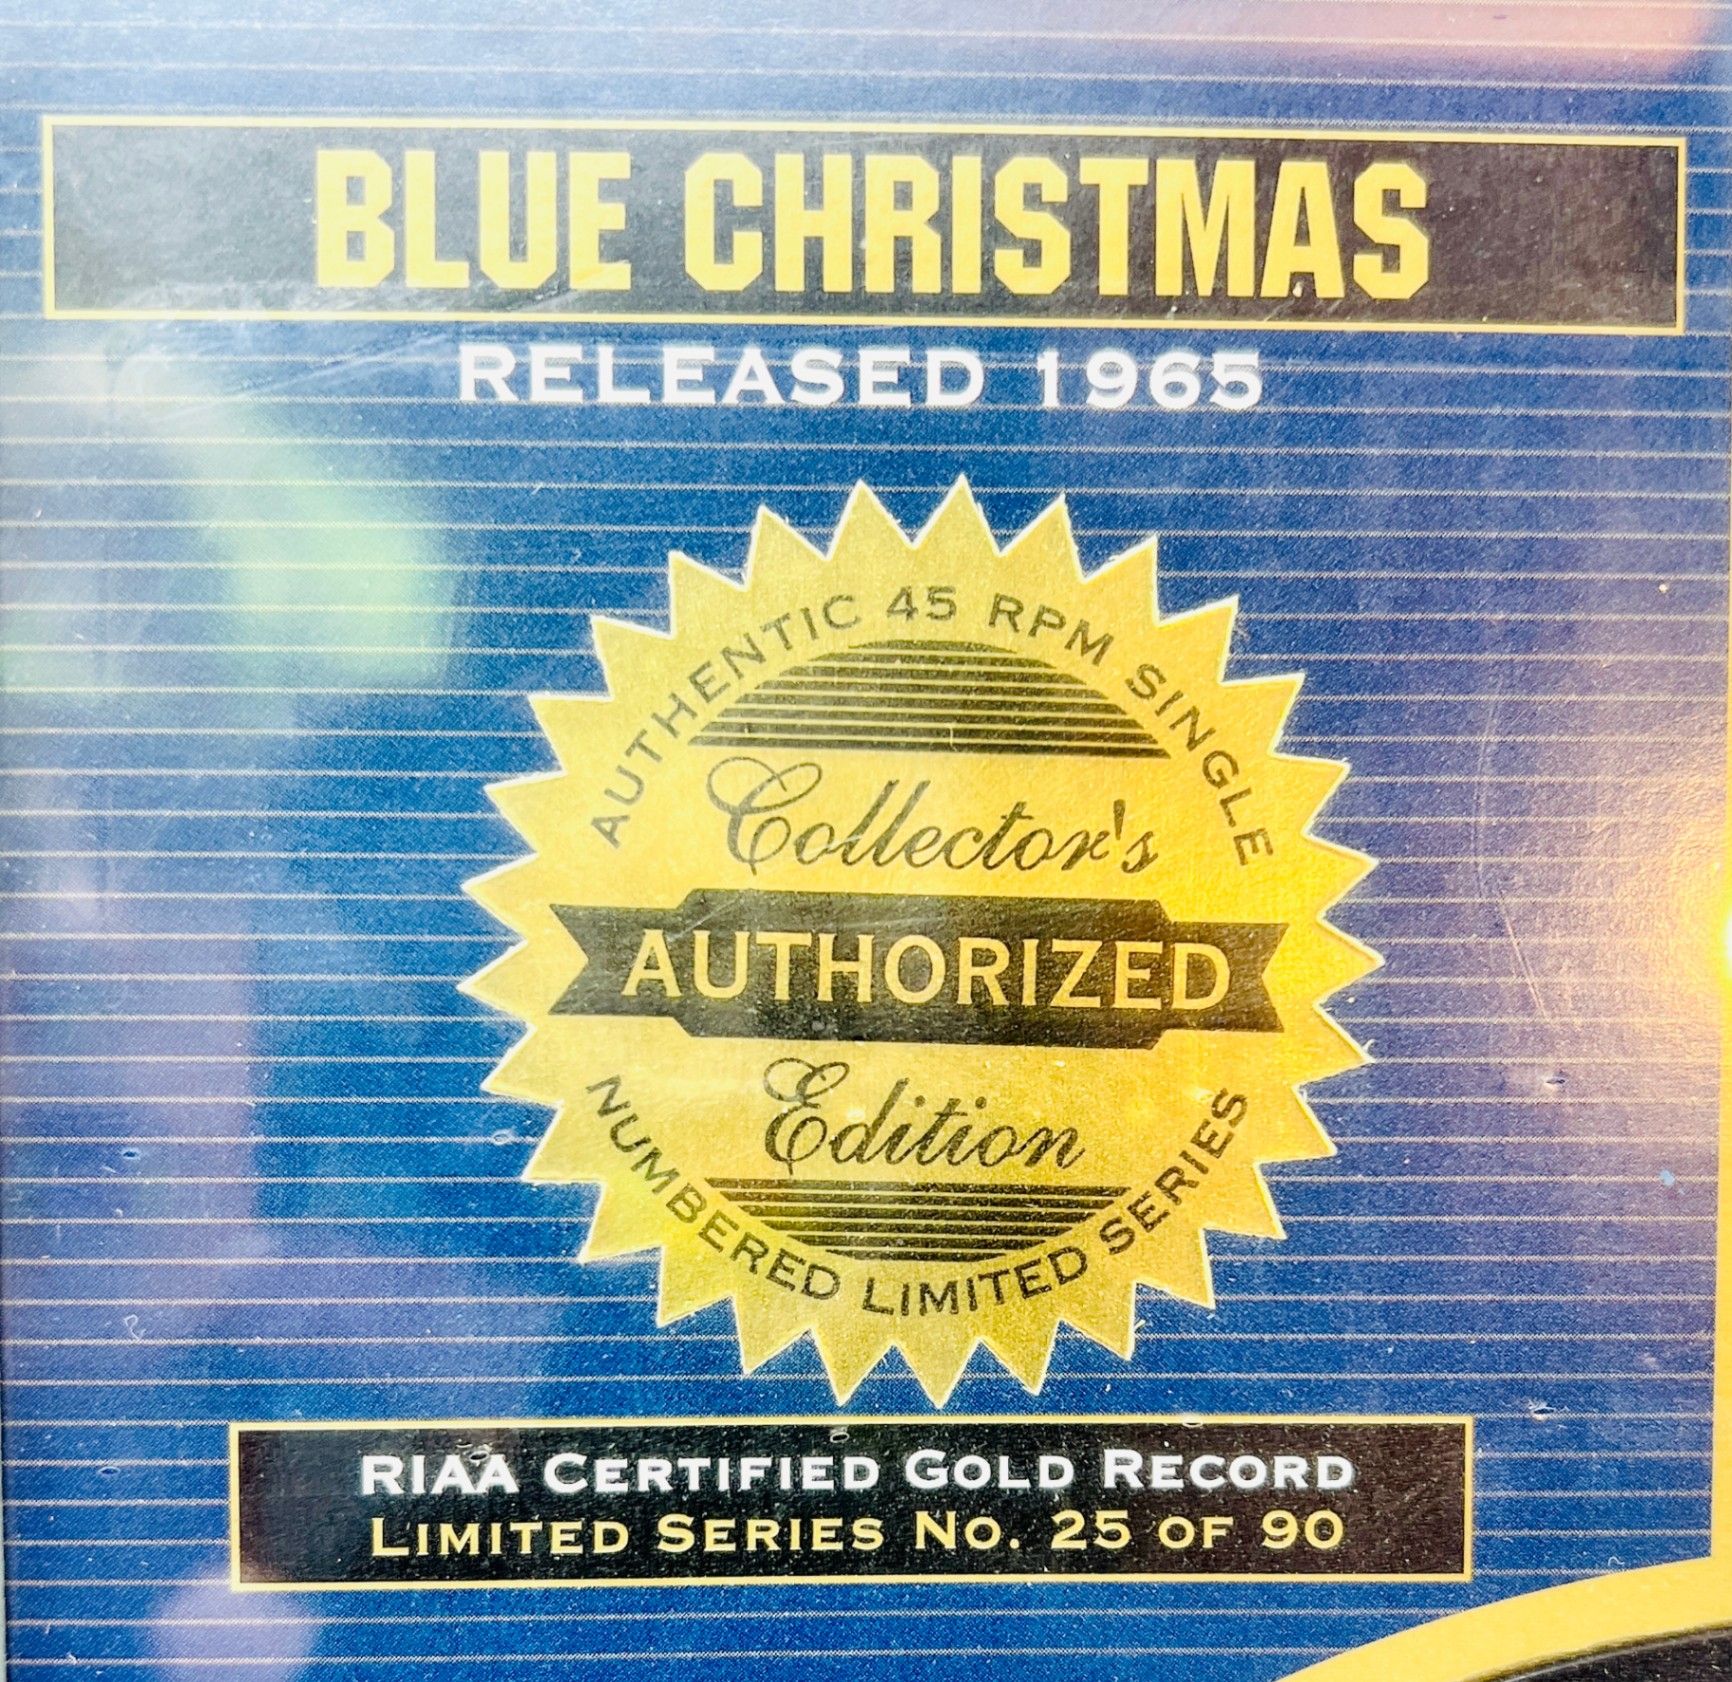 BLUE CHRISTMAS
RELEASED 1965
AUTHENTIC 45 RPM SINGLE
Collector's
AUTHORIZED
Edition
NUMBERED LIMITED SERIES
RIAA CERTIFIED GOLD RECORD
LIMITED SERIES NO. 25 OF 90